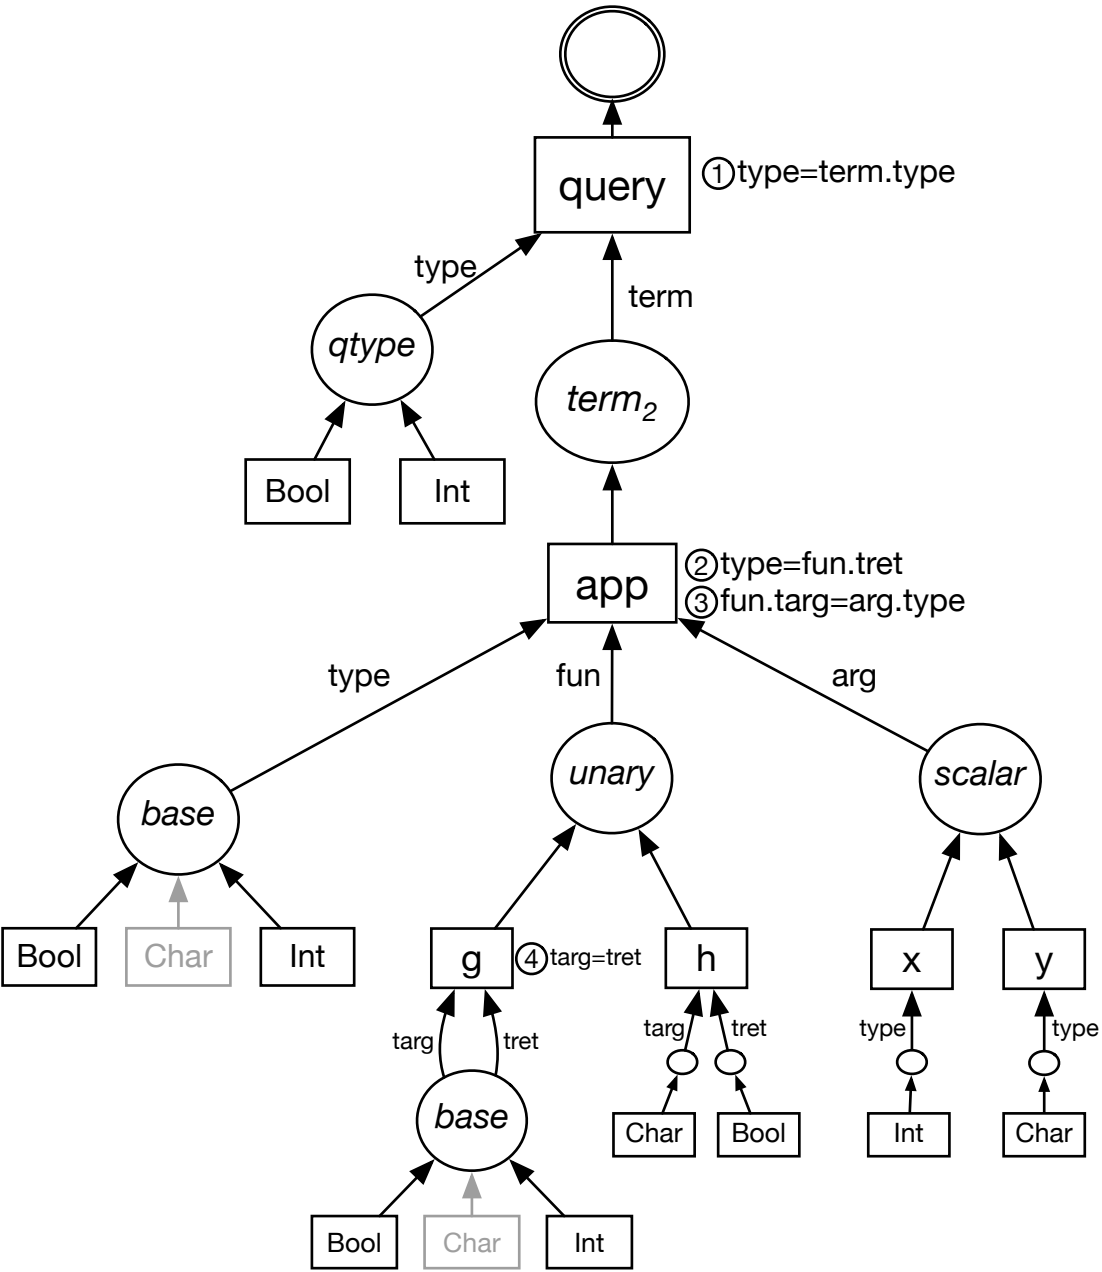 query
①type=term.type
type
term
qtype
term₂
Bool
Int
app
②type=fun.tret
③fun.targ=arg.type
type
fun
arg
base
unary
scalar
Bool
Char
Int
g
④targ=tret
h
x
y
targ
tret
targ
tret
type
type
base
Char
Bool
Int
Char
Bool
Char
Int